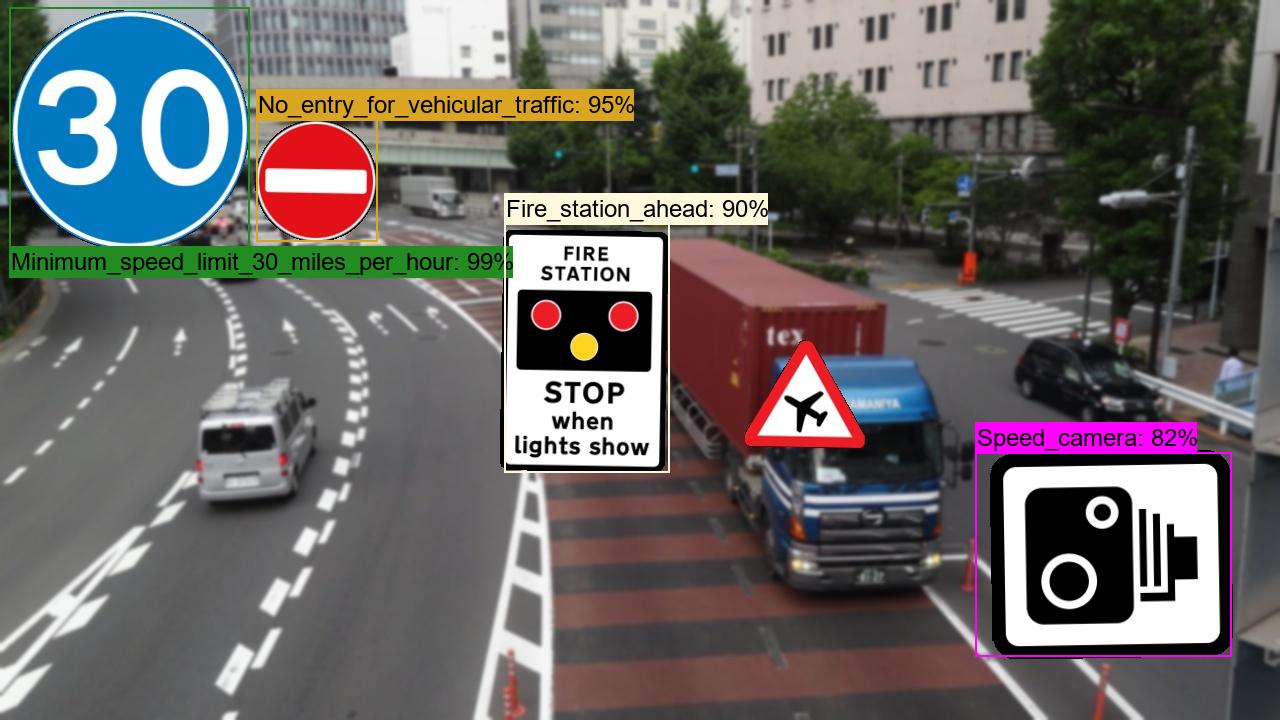 30
No_entry_for_vehicular_traffic: 95%
Fire_station_ahead: 90%
Minimum_speed_limit_30_miles_per_hour: 99%
FIRE
STATION
STOP
when
lights show
tex
Speed_camera: 82%